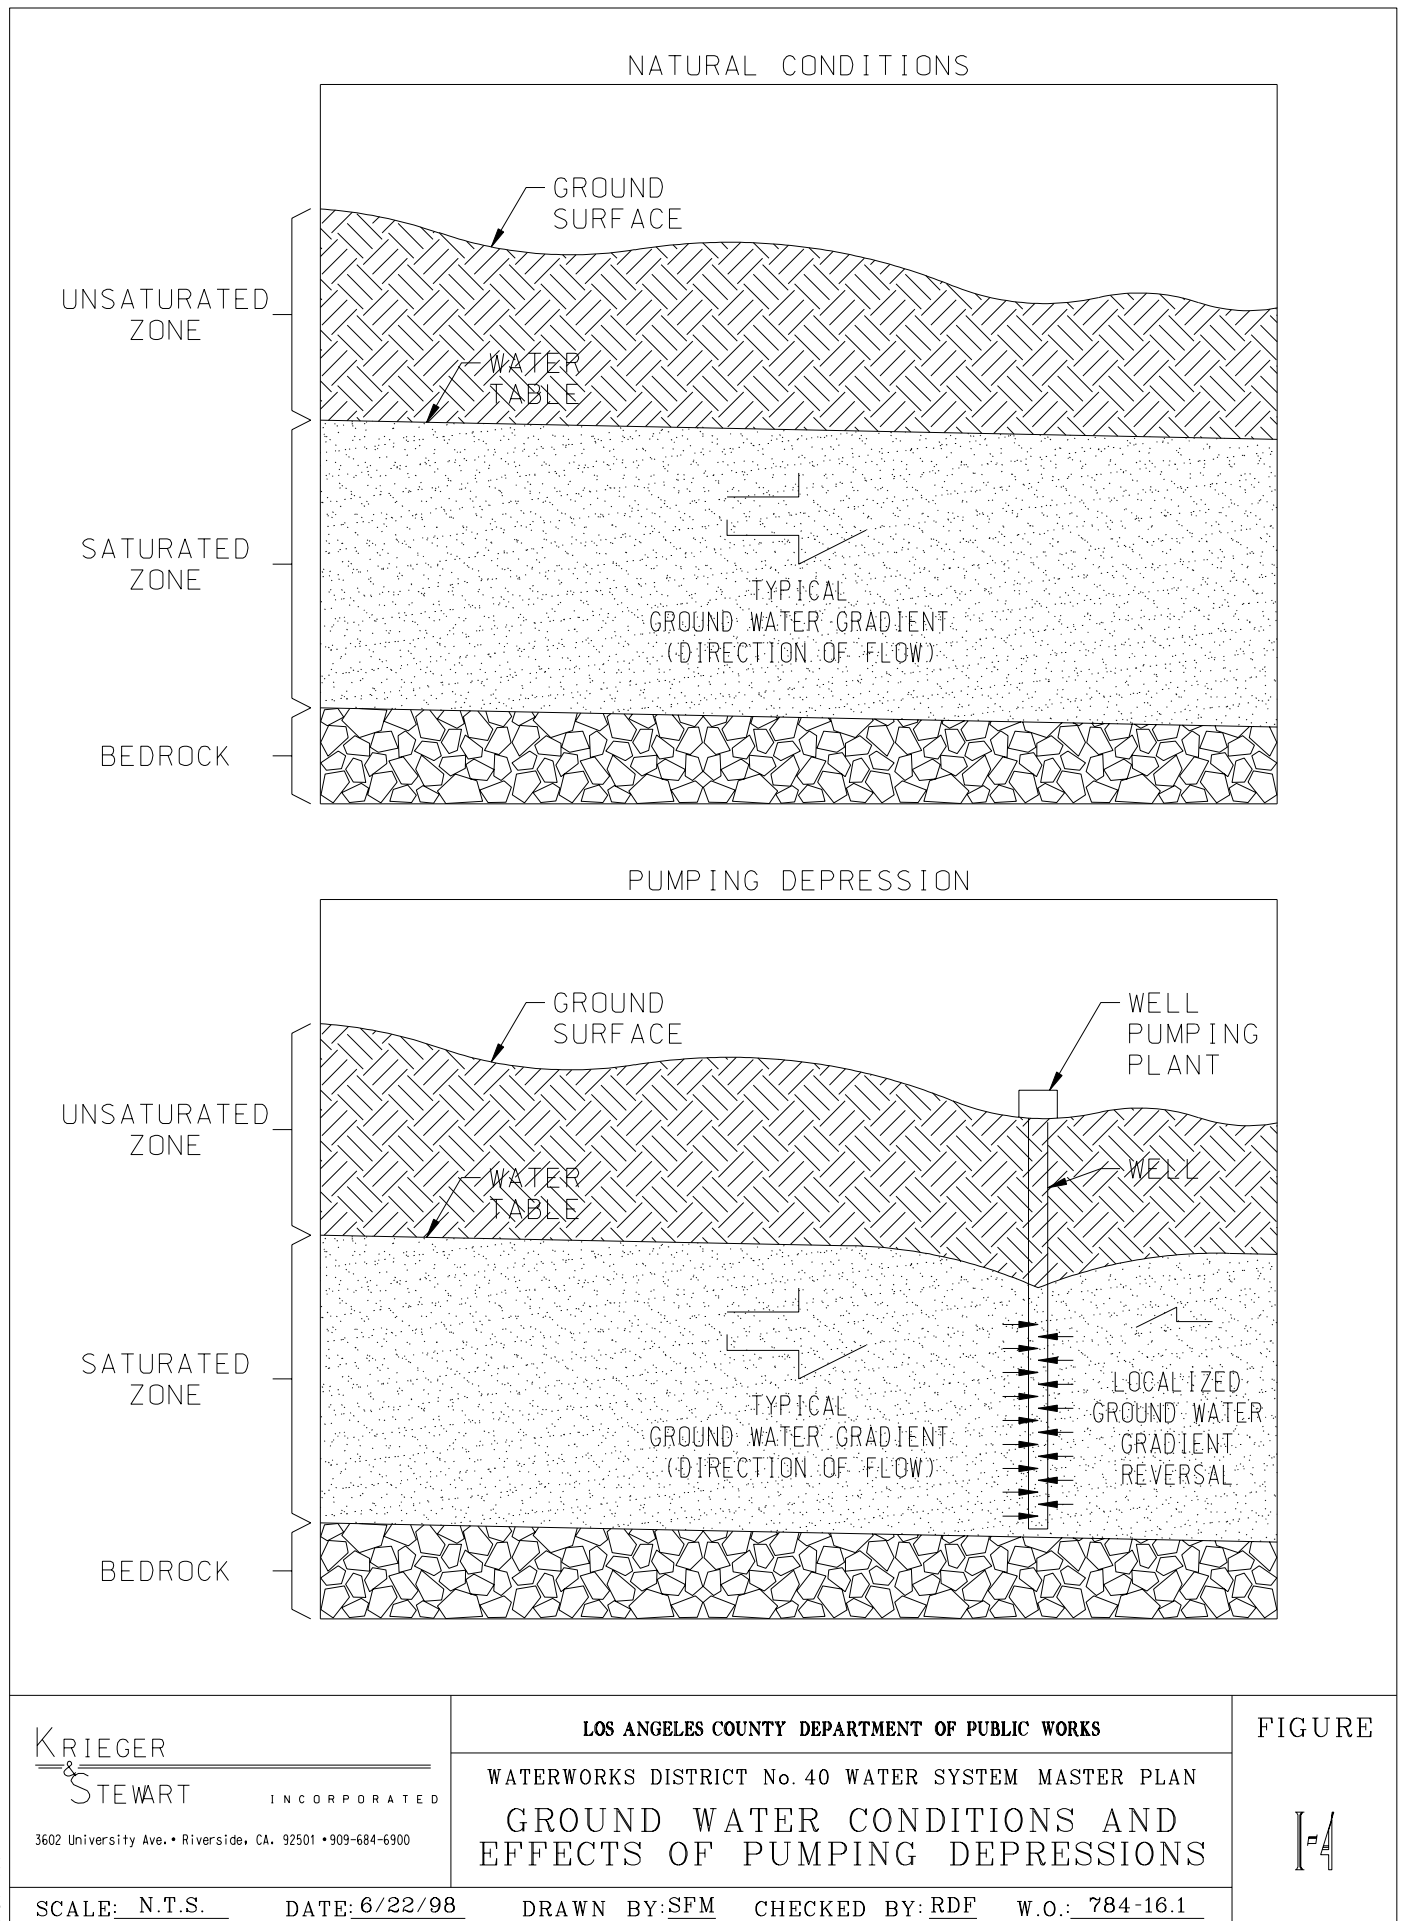 NATURAL CONDITIONS
GROUND
SURFACE
UNSATURATED
ZONE
WATER
TABLE
SATURATED
ZONE
TYPICAL
GROUND WATER GRADIENT
(DIRECTION OF FLOW)
BEDROCK
PUMPING DEPRESSION
GROUND
SURFACE
WELL
PUMPING
PLANT
UNSATURATED
ZONE
WATER
TABLE
WELL
SATURATED
ZONE
TYPICAL
GROUND WATER GRADIENT
(DIRECTION OF FLOW)
LOCALIZED
GROUND WATER
GRADIENT
REVERSAL
BEDROCK
KRIEGER
&
STEWART
INCORPORATED
3602 University Ave. • Riverside, CA. 92501 • 909-684-6900
LOS ANGELES COUNTY DEPARTMENT OF PUBLIC WORKS
WATERWORKS DISTRICT No. 40 WATER SYSTEM MASTER PLAN
GROUND WATER CONDITIONS AND
EFFECTS OF PUMPING DEPRESSIONS
FIGURE
I-4
SCALE: N.T.S. DATE: 6/22/98 DRAWN BY: SFM CHECKED BY: RDF W.O.: 784-16.1